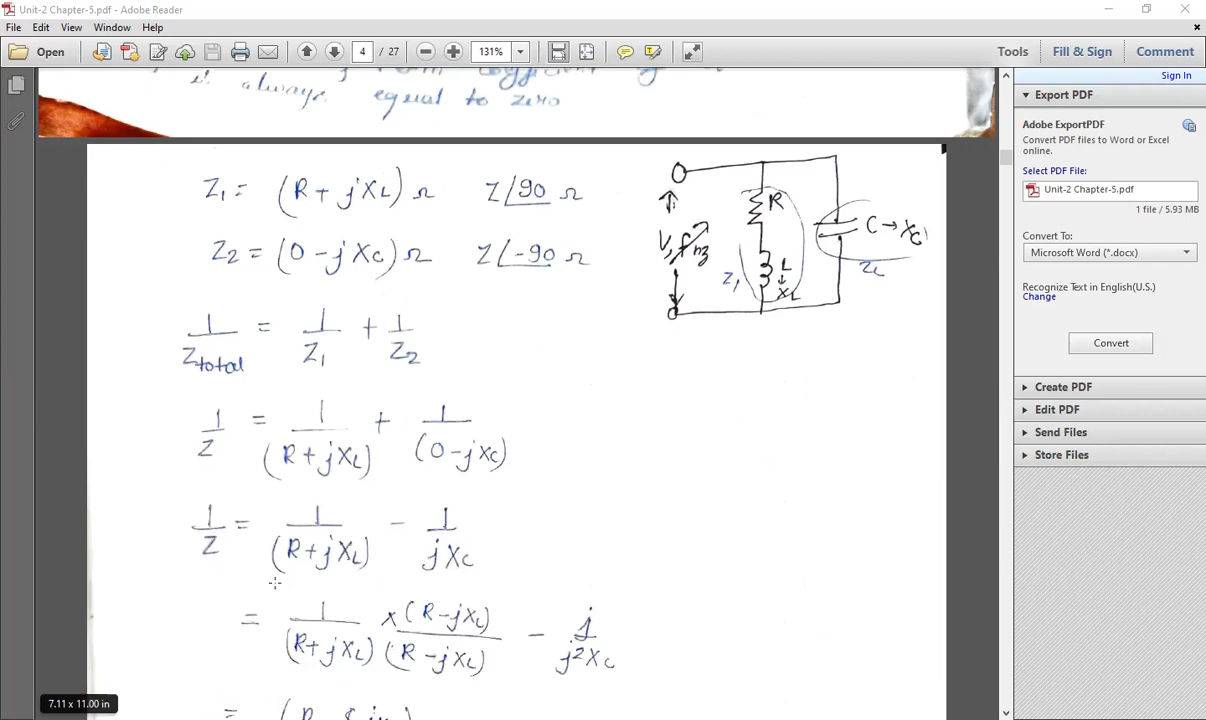 Unit-2 Chapter-5.pdf - Adobe Reader
File Edit View Window Help
Open 4 / 27 131% Tools Fill & Sign Comment
Sign In
is always equal to zero
Z1 = (R + jXL) Ω Z/90 Ω
Z2 = (0 - jXC) Ω Z/-90 Ω
1/Ztotal = 1/Z1 + 1/Z2
1/Z = 1/(R + jXL) + 1/(0 - jXC)
1/Z = 1/(R + jXL) - 1/jXC
= 1/(R + jXL) x (R - jXL)/(R - jXL) - j/j²XC
R
C → XC
L
XL
Z1
Export PDF
Adobe ExportPDF
Convert PDF files to Word or Excel
online.
Select PDF File:
Unit-2 Chapter-5.pdf
1 file / 5.93 MB
Convert To:
Microsoft Word (*.docx)
Recognize Text in English(U.S.)
Change
Convert
Create PDF
Edit PDF
Send Files
Store Files
7.11 x 11.00 in